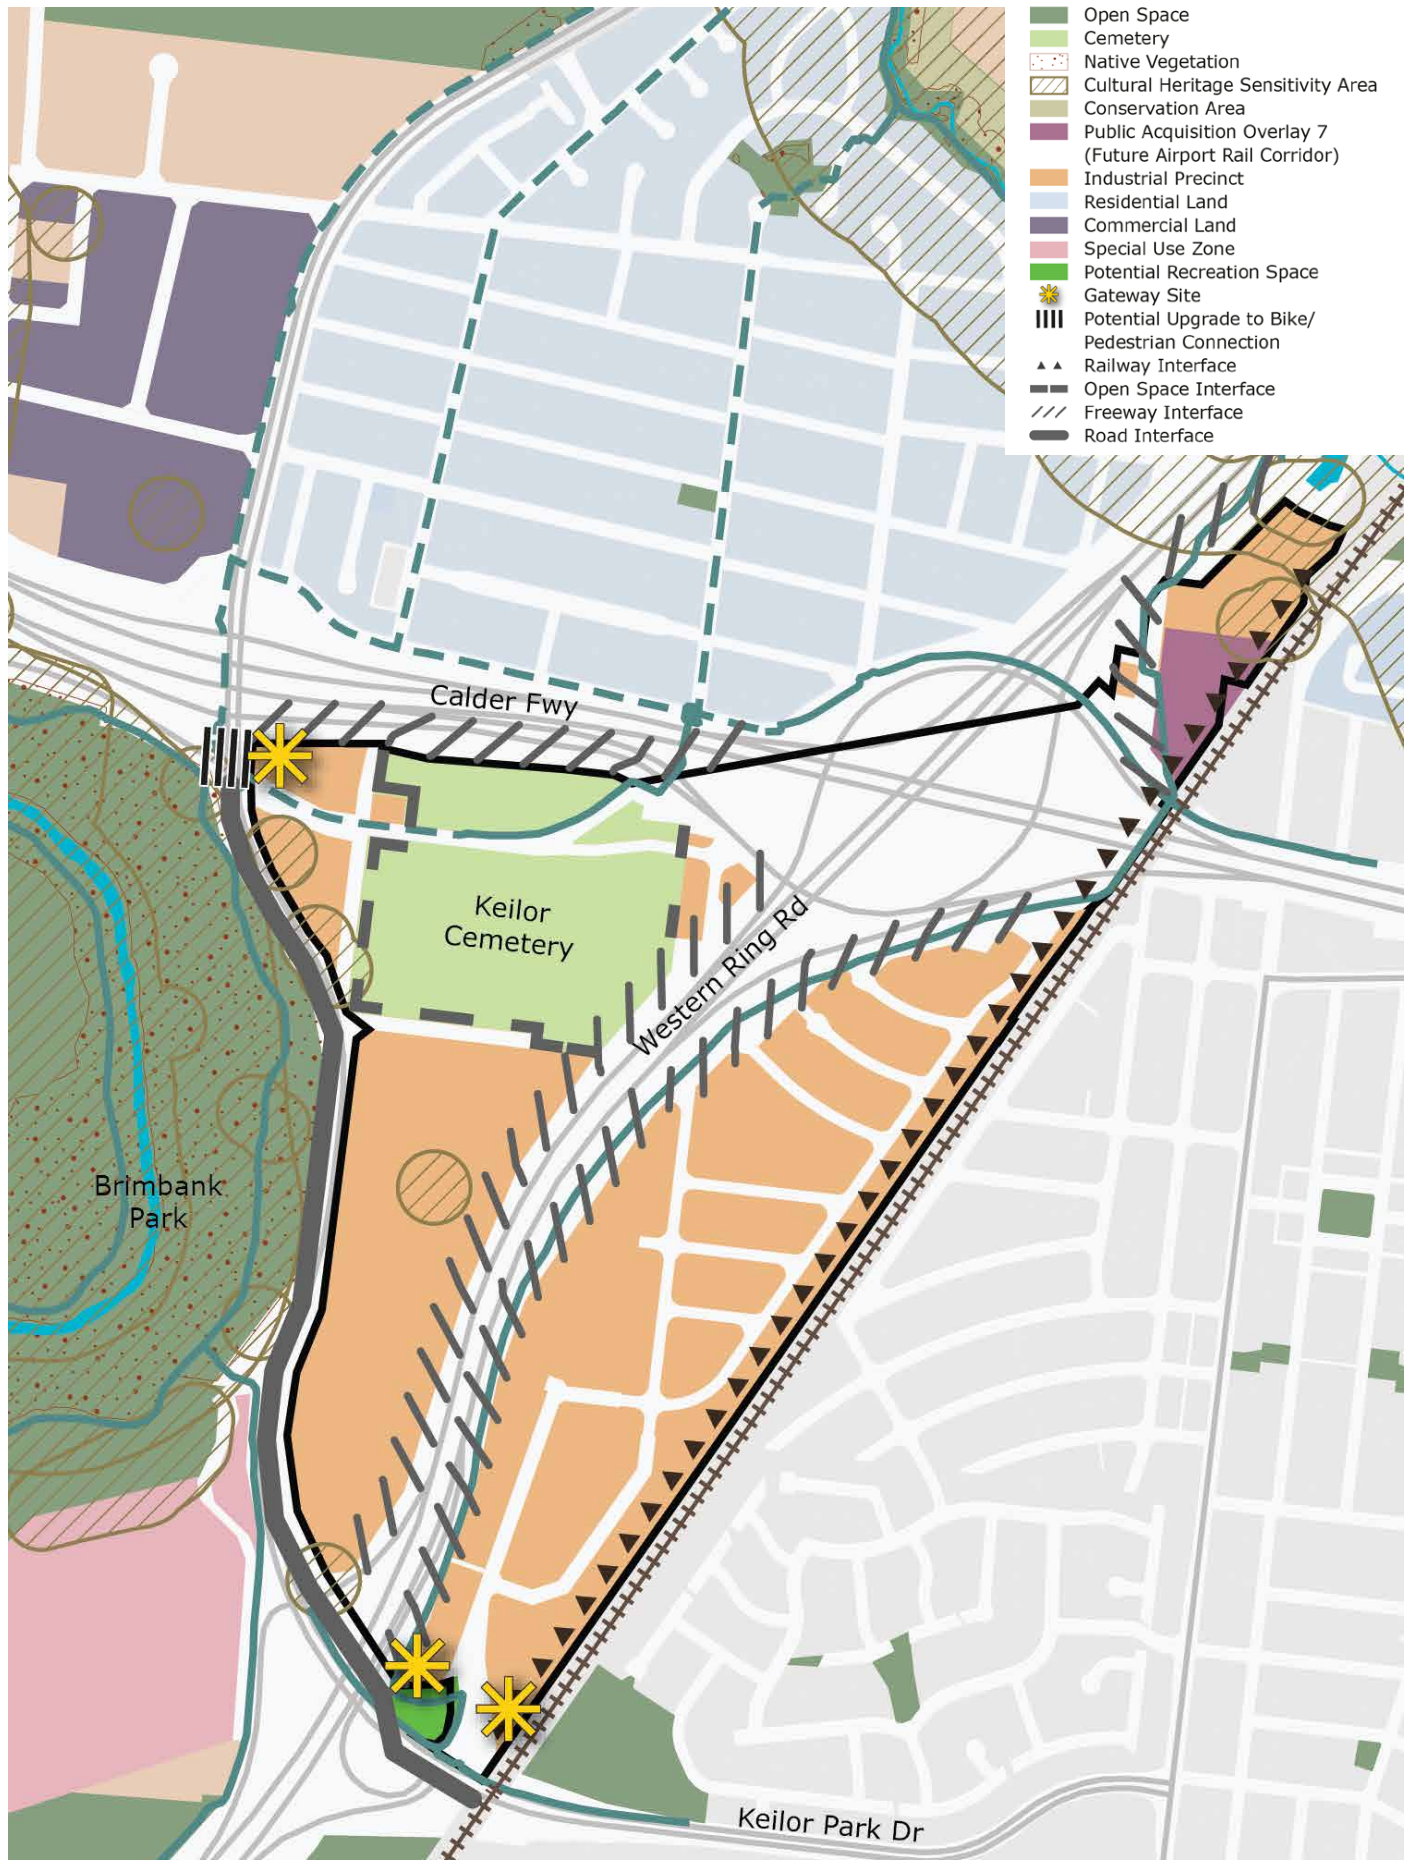 Open Space
Cemetery
Native Vegetation
Cultural Heritage Sensitivity Area
Conservation Area
Public Acquisition Overlay 7
(Future Airport Rail Corridor)
Industrial Precinct
Residential Land
Commercial Land
Special Use Zone
Potential Recreation Space
Gateway Site
Potential Upgrade to Bike/
Pedestrian Connection
Railway Interface
Open Space Interface
Freeway Interface
Road Interface
Calder Fwy
Keilor
Cemetery
Western Ring Rd
Brimbank
Park
Keilor Park Dr